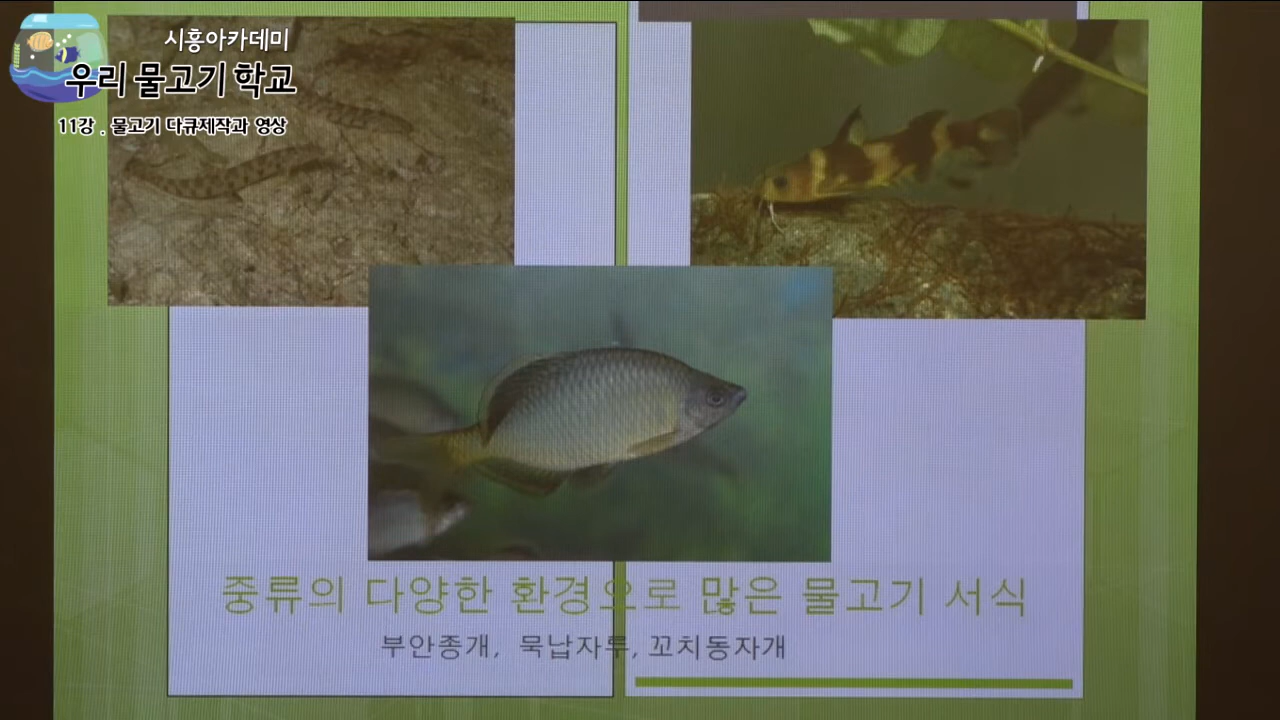 시흥아카데미
우리 물고기 학교
11강 . 물고기 다큐제작과 영상
중류의 다양한 환경으로 많은 물고기 서식
부안종개, 묵납자루, 꼬치동자개